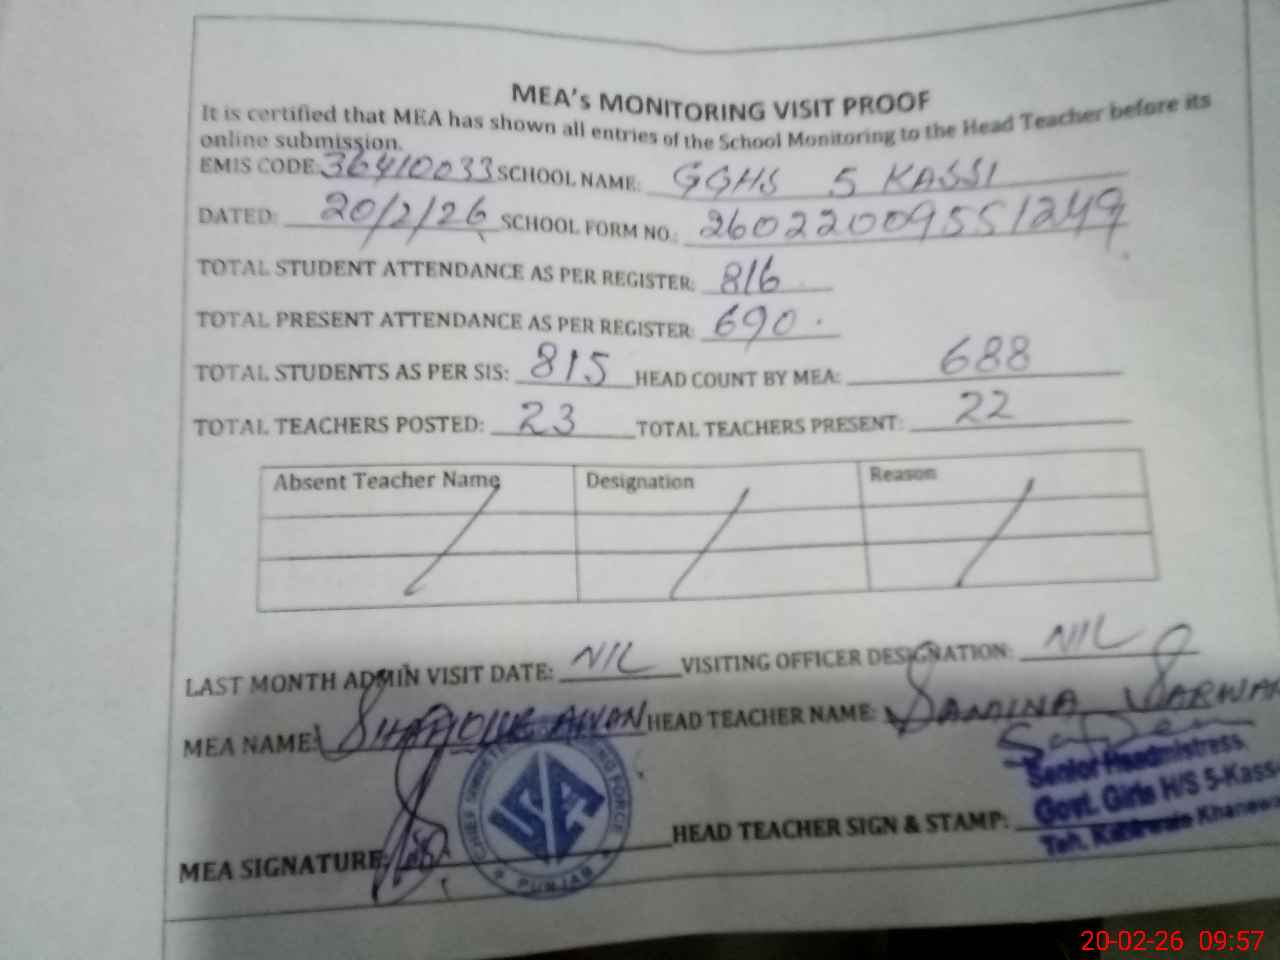 MEA's MONITORING VISIT PROOF
It is certified that MEA has shown all entries of the School Monitoring to the Head Teacher before its
online submission.
EMIS CODE: 36410033 SCHOOL NAME: GGHS 5 KASSI
DATED: 20/2/26 SCHOOL FORM NO.: 26022009551249
TOTAL STUDENT ATTENDANCE AS PER REGISTER: 816
TOTAL PRESENT ATTENDANCE AS PER REGISTER: 690
TOTAL STUDENTS AS PER SIS: 815 HEAD COUNT BY MEA: 688
TOTAL TEACHERS POSTED: 23 TOTAL TEACHERS PRESENT: 22
Absent Teacher Name Designation Reason
LAST MONTH ADMIN VISIT DATE: NIL VISITING OFFICER DESIGNATION: NIL
MEA NAME: AWAN HEAD TEACHER NAME: SAMINA SARWAR
Senior Headmistress
Govt. Girls H/S 5-Kassi
MEA SIGNATURE: PUNJAB HEAD TEACHER SIGN & STAMP:
20-02-26 09:57